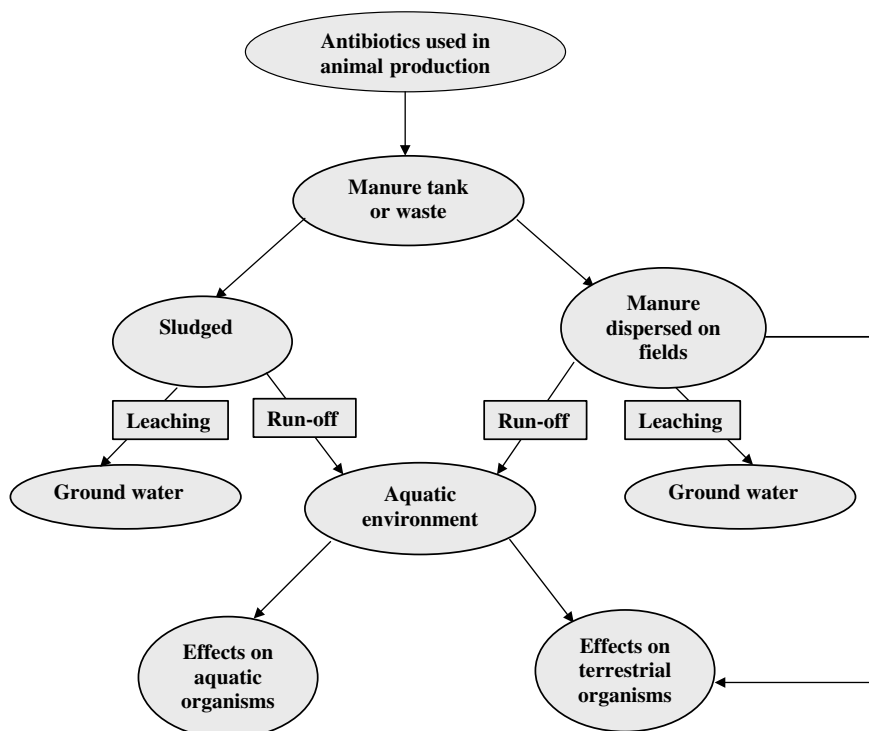 Antibiotics used in
animal production
Manure tank
or waste
Sludged
Manure
dispersed on
fields
Leaching
Run-off
Run-off
Leaching
Ground water
Aquatic
environment
Ground water
Effects on
aquatic
organisms
Effects on
terrestrial
organisms